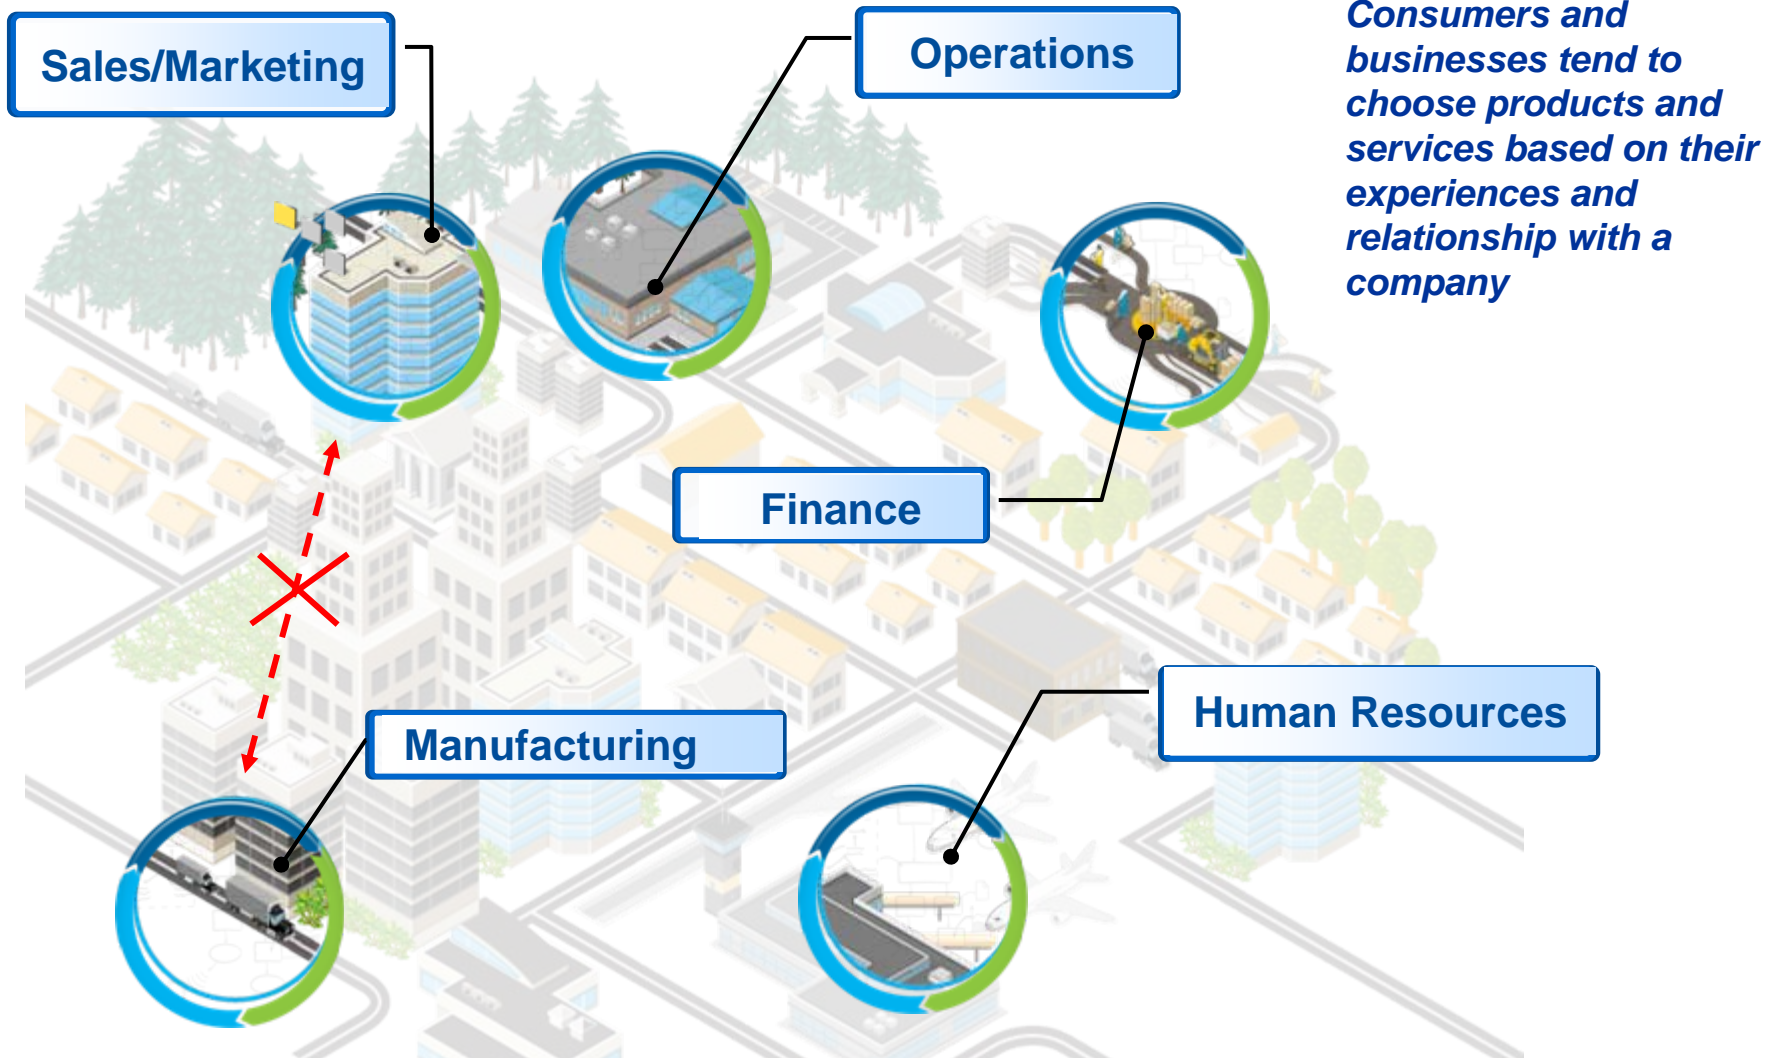 Sales/Marketing
Operations
Consumers and
businesses tend to
choose products and
services based on their
experiences and
relationship with a
company
Finance
Human Resources
Manufacturing